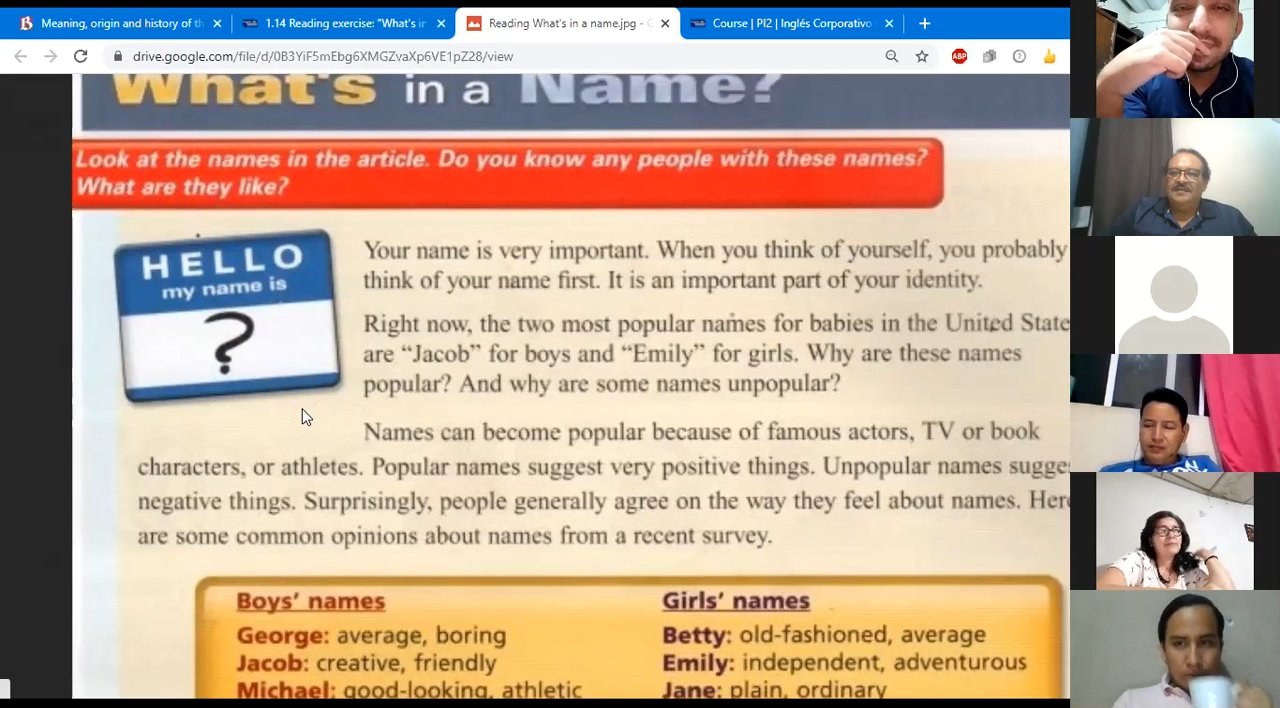 Meaning, origin and history of th
1.14 Reading exercise: "What's in
Reading What's in a name.jpg - G
Course | PI2 | Inglés Corporativo
drive.google.com/file/d/0B3YiF5mEbg6XMGZvaXp6VE1pZ28/view
ABP
What's in a Name?
Look at the names in the article. Do you know any people with these names?
What are they like?
HELLO
my name is
?
Your name is very important. When you think of yourself, you probably
think of your name first. It is an important part of your identity.
Right now, the two most popular names for babies in the United State
are “Jacob” for boys and “Emily” for girls. Why are these names
popular? And why are some names unpopular?
Names can become popular because of famous actors, TV or book
characters, or athletes. Popular names suggest very positive things. Unpopular names sugge
negative things. Surprisingly, people generally agree on the way they feel about names. Her
are some common opinions about names from a recent survey.
Boys’ names
George: average, boring
Jacob: creative, friendly
Michael: good-looking, athletic
Girls’ names
Betty: old-fashioned, average
Emily: independent, adventurous
Jane: plain, ordinary